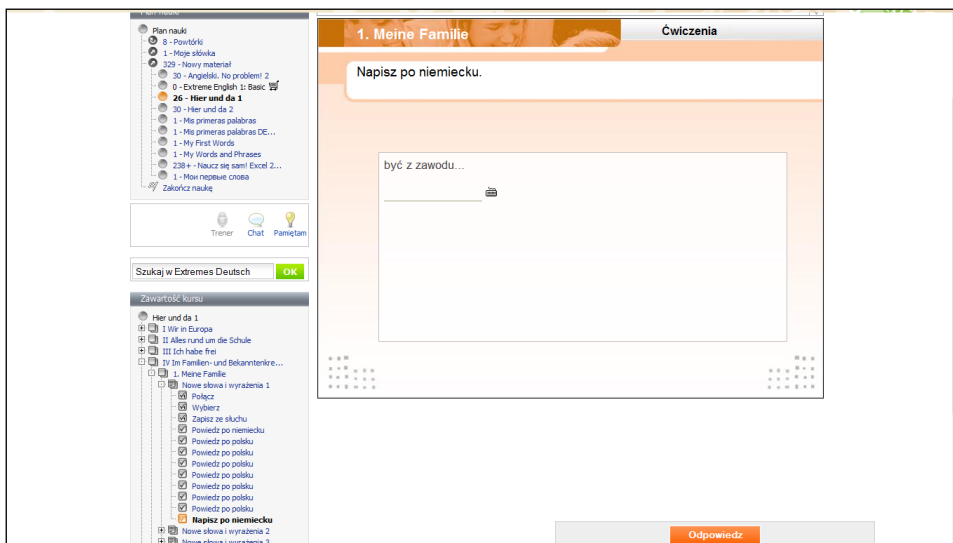 Plan nauki
Plan nauki
8 - Powtórki
1 - Moje słówka
329 - Nowy materiał
30 - Angielski. No problem! 2
0 - Extreme English 1: Basic
26 - Hier und da 1
30 - Hier und da 2
1 - Mis primeras palabras
1 - Mis primeras palabras DE...
1 - My First Words
1 - My Words and Phrases
238+ - Naucz się sam! Excel 2...
1 - Мои первые слова
Zakończ naukę
Trener Chat Pamiętam
Szukaj w Extremes Deutsch OK
Zawartość kursu
Hier und da 1
I Wir in Europa
II Alles rund um die Schule
III Ich habe frei
IV Im Familien- und Bekanntenkre...
1. Meine Familie
Nowe słowa i wyrażenia 1
Połącz
Wybierz
Zapisz ze słuchu
Powiedz po niemiecku
Powiedz po polsku
Powiedz po polsku
Powiedz po polsku
Powiedz po polsku
Powiedz po polsku
Powiedz po polsku
Powiedz po polsku
Napisz po niemiecku
Nowe słowa i wyrażenia 2
Nowe słowa i wyrażenia 3
1. Meine Familie
Ćwiczenia
Napisz po niemiecku.
być z zawodu...
Odpowiedz